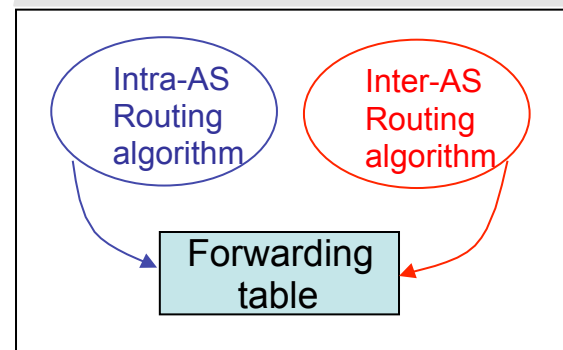 Intra-AS
Routing
algorithm
Inter-AS
Routing
algorithm
Forwarding
table